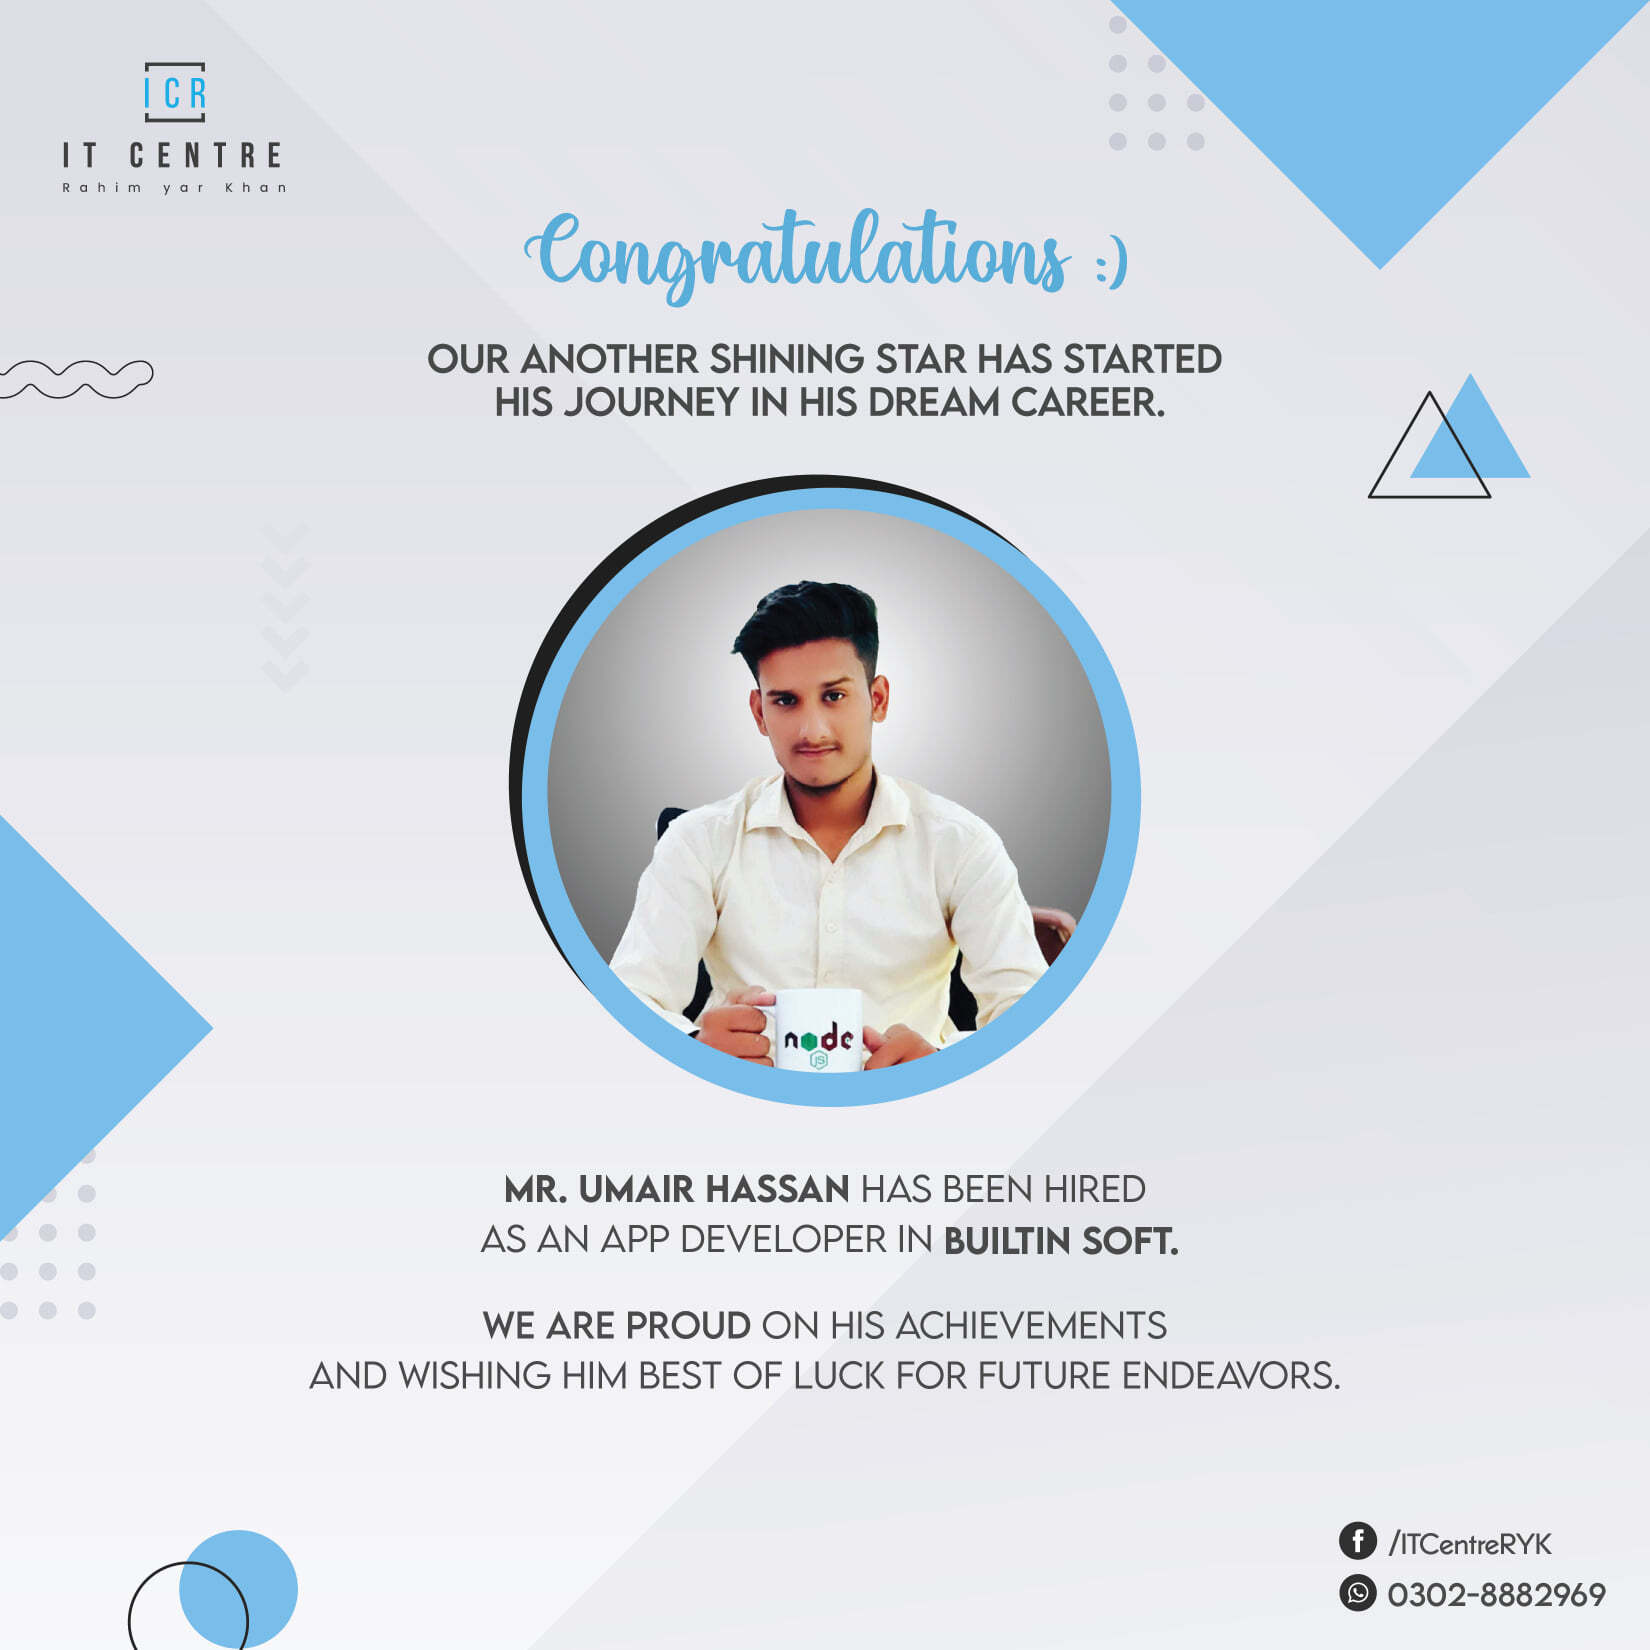 ICR
IT CENTRE
Rahim yar Khan
Congratulations :)
OUR ANOTHER SHINING STAR HAS STARTED
HIS JOURNEY IN HIS DREAM CAREER.
node
JS
MR. UMAIR HASSAN HAS BEEN HIRED
AS AN APP DEVELOPER IN BUILTIN SOFT.
WE ARE PROUD ON HIS ACHIEVEMENTS
AND WISHING HIM BEST OF LUCK FOR FUTURE ENDEAVORS.
f /ITCentreRYK
0302-8882969